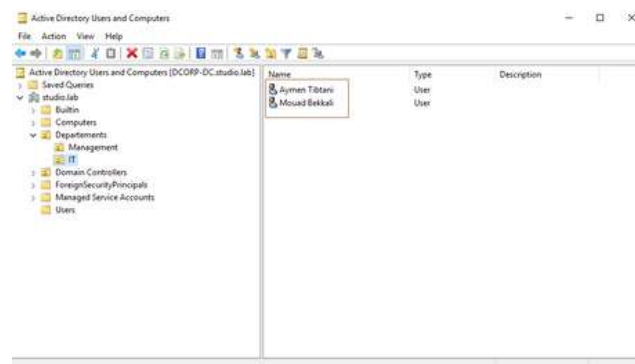 Active Directory Users and Computers
File Action View Help
Active Directory Users and Computers [DCORP-DC.studio.lab]
Saved Queries
studio.lab
Builtin
Computers
Departements
Management
IT
Domain Controllers
ForeignSecurityPrincipals
Managed Service Accounts
Users
Name Type Description
Aymen Tibtani User
Mouad Bekkali User